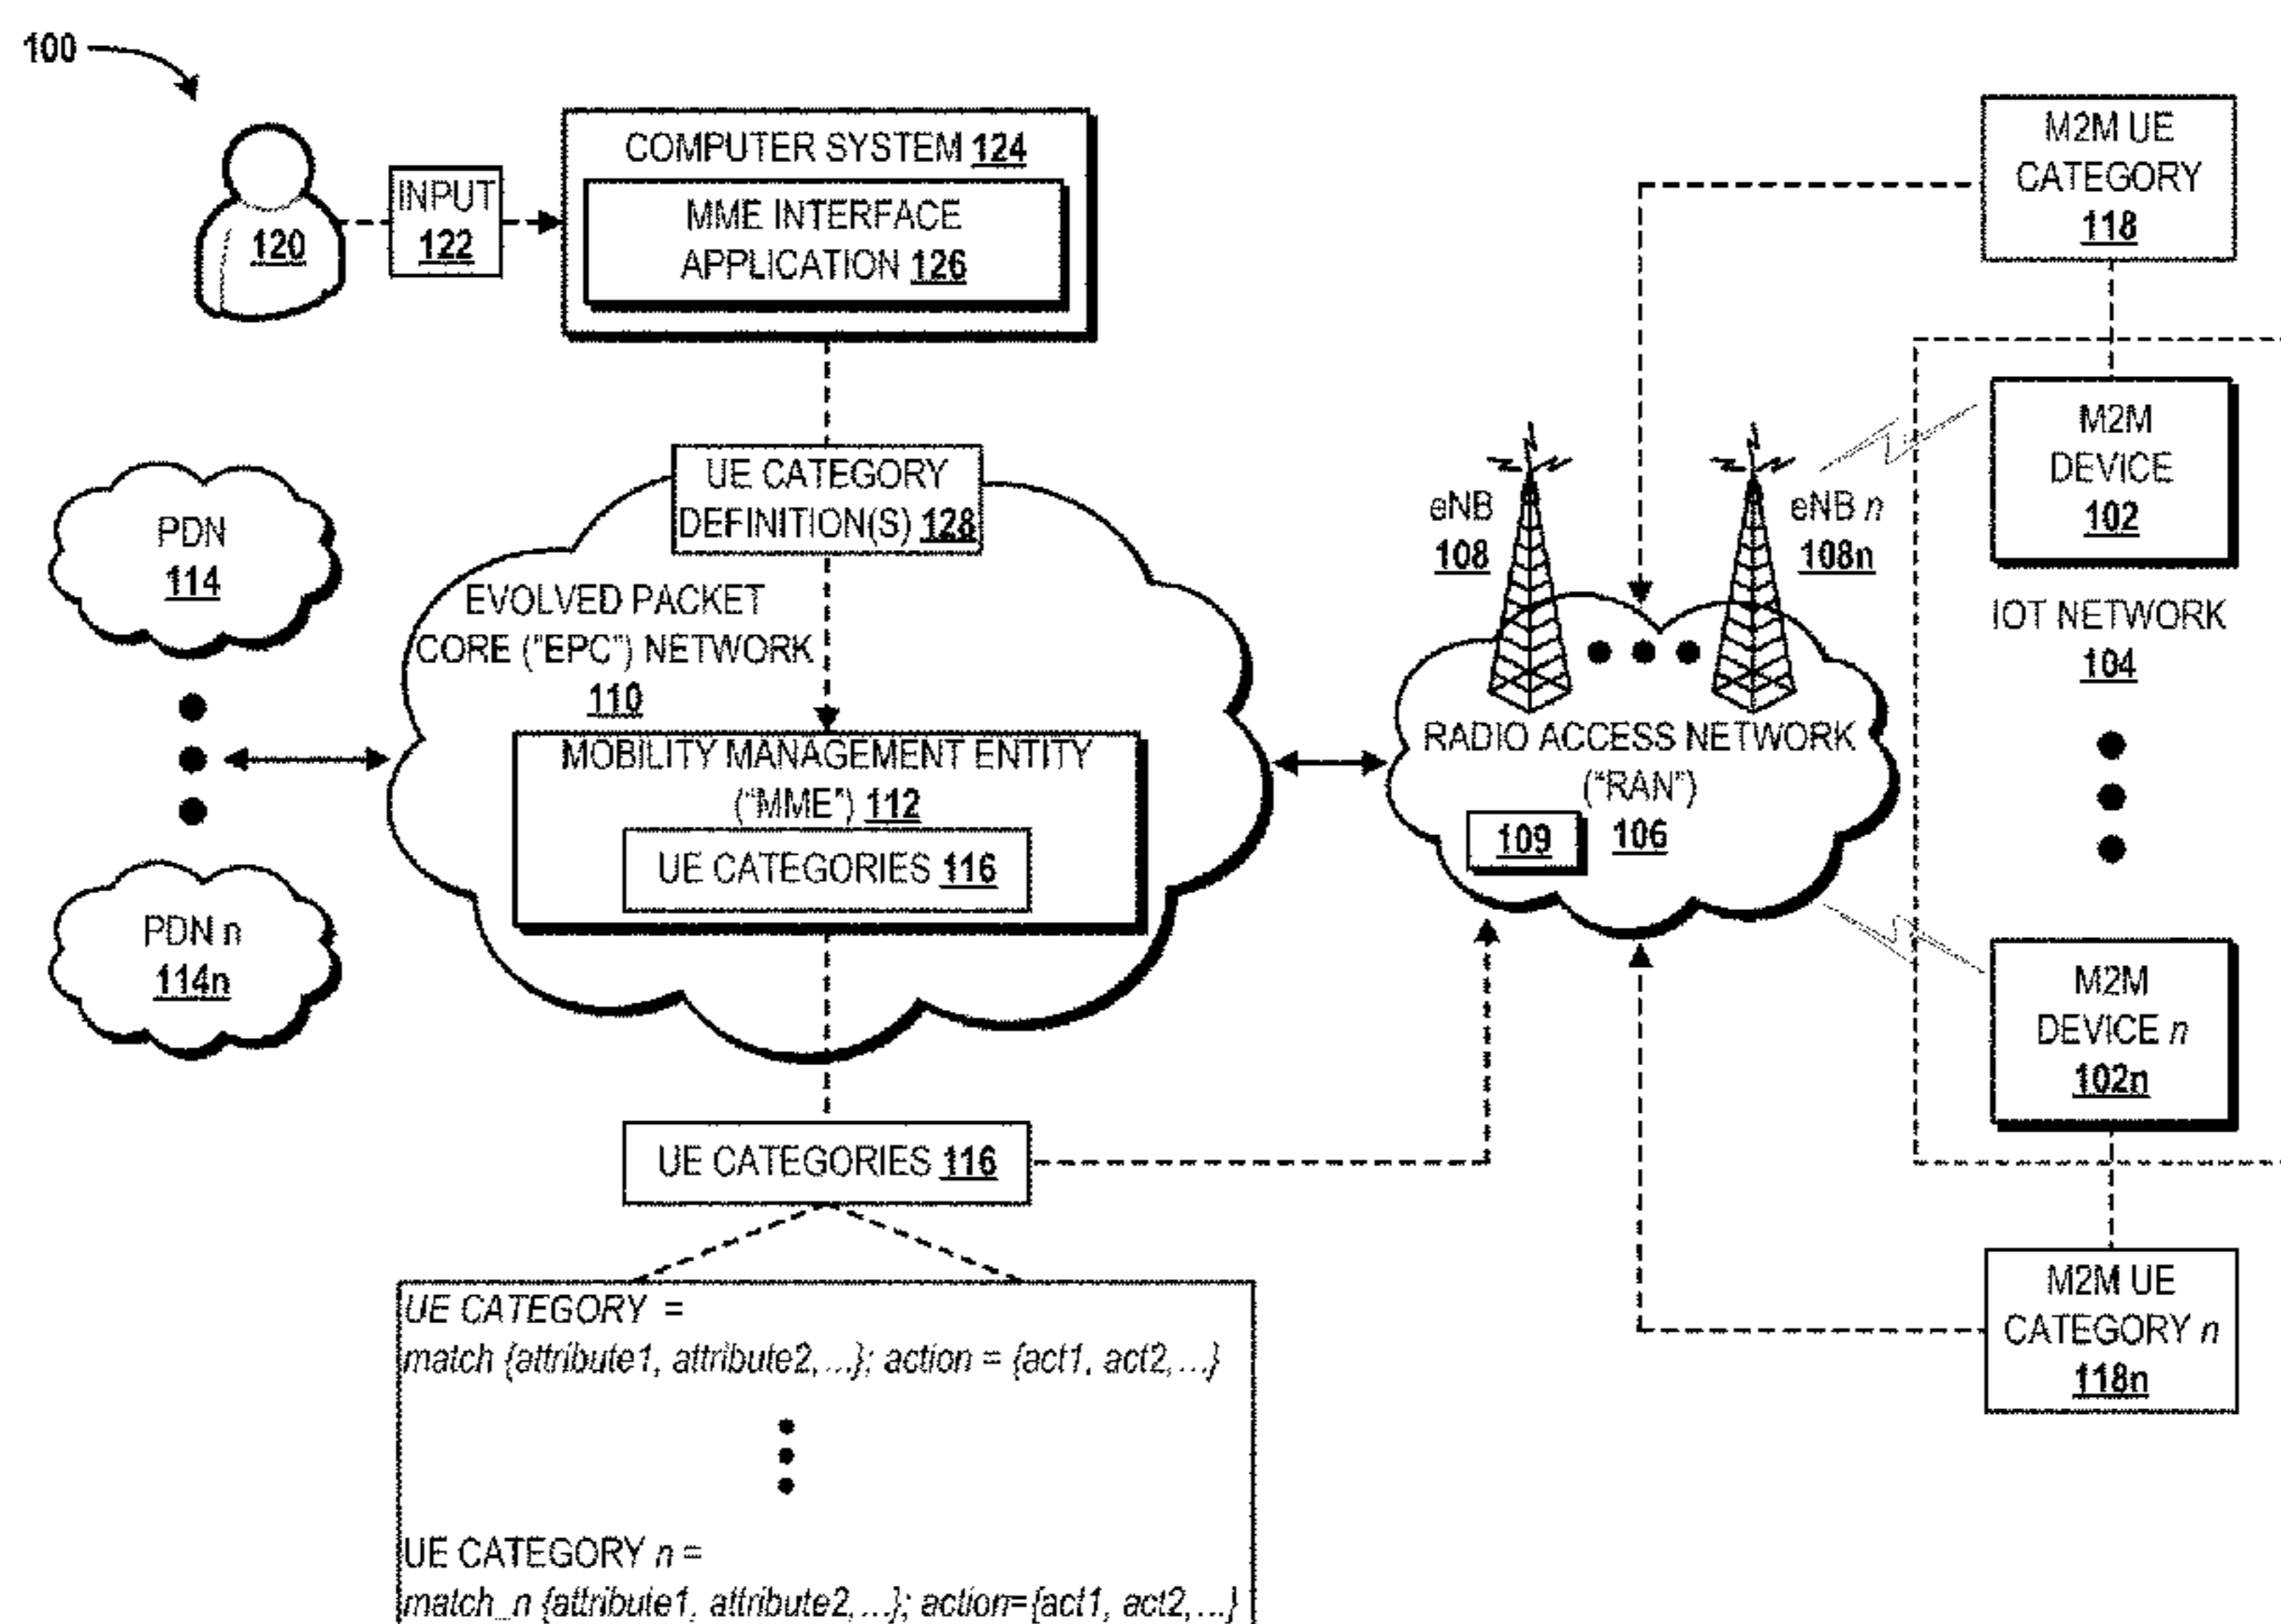 100
120
INPUT
122
COMPUTER SYSTEM 124
MME INTERFACE
APPLICATION 126
M2M UE
CATEGORY
118
UE CATEGORY
DEFINITION(S) 128
PDN
114
EVOLVED PACKET
CORE ("EPC") NETWORK
110
MOBILITY MANAGEMENT ENTITY
("MME") 112
UE CATEGORIES 116
PDN n
114n
eNB
108
eNB n
108n
RADIO ACCESS NETWORK
("RAN")
106
109
M2M
DEVICE
102
IOT NETWORK
104
M2M
DEVICE n
102n
UE CATEGORIES 116
M2M UE
CATEGORY n
118n
UE CATEGORY =
match {attribute1, attribute2, ...}; action = {act1, act2, ...}
UE CATEGORY n =
match_n {attribute1, attribute2, ...}; action={act1, act2, ...}